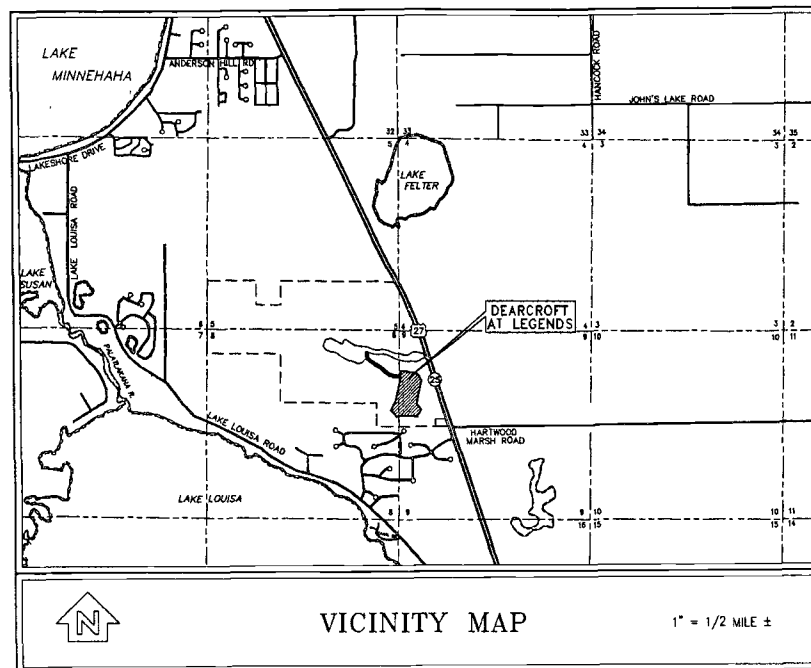 LAKE
MINNEHAHA
ANDERSON HILL RD
HANCOCK ROAD
JOHN'S LAKE ROAD
LAKESHORE DRIVE
32 33
5 4
33 34
4 3
34 35
3 2
LAKE
FELTER
LAKE LOUISA ROAD
LAKE
SUSAN
6 5
7 8
5 4
8 9
27
DEARCROFT
AT LEGENDS
4 3
9 10
3 2
10 11
PALATLAKAHA R.
25
LAKE LOUISA ROAD
HARTWOOD
MARSH ROAD
LAKE LOUISA
8 9
9 10
16 15
10 11
15 14
N
VICINITY MAP
1" = 1/2 MILE ±